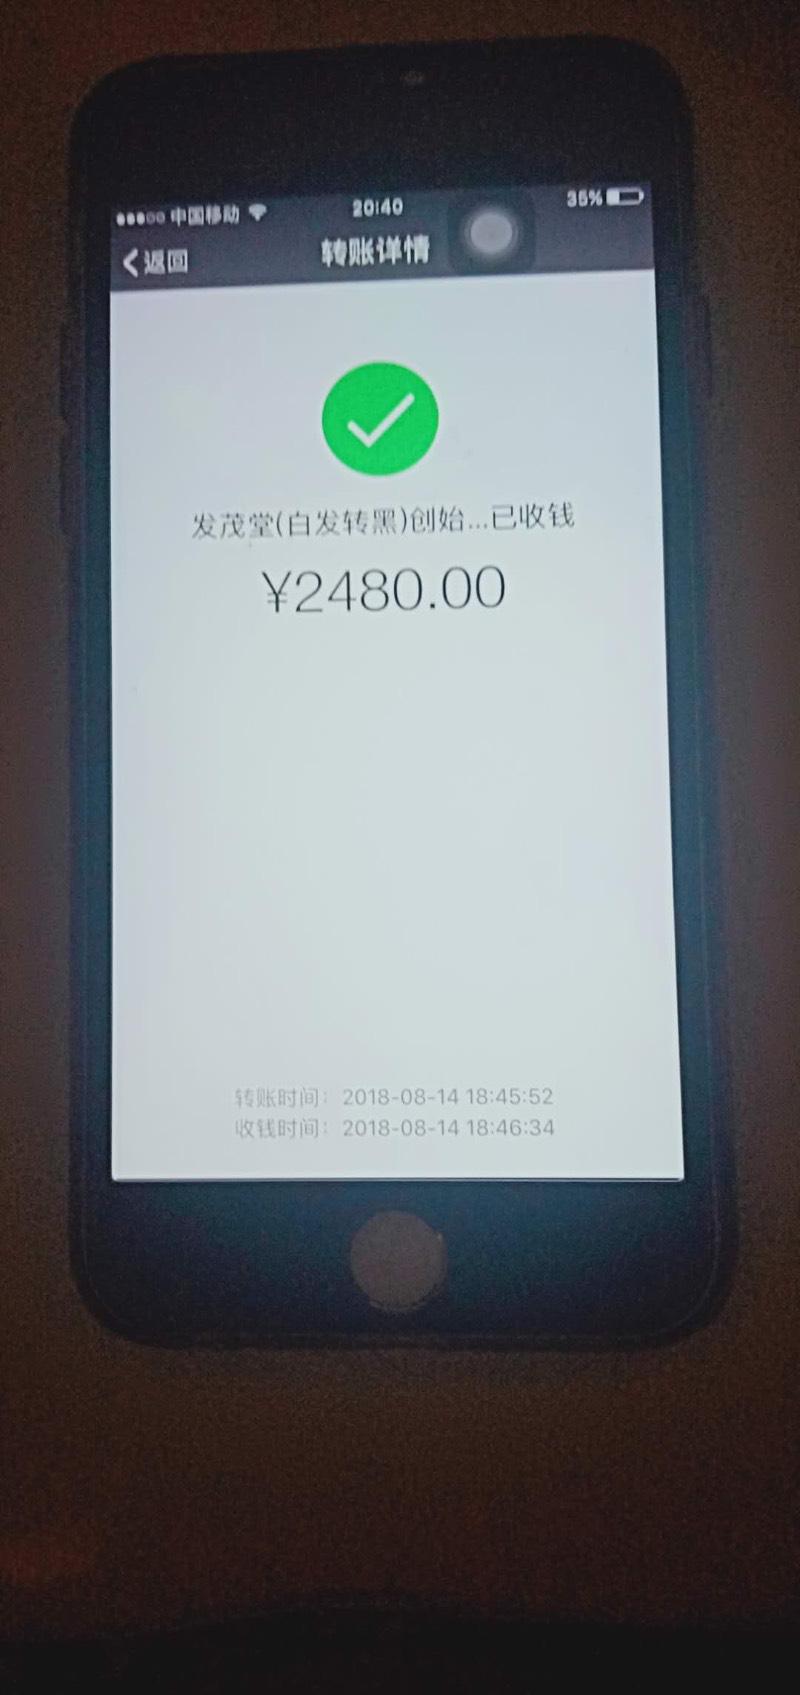 中国移动 20:40 35%
返回 转账详情
发茂堂(白发转黑)创始...已收钱
¥2480.00
转账时间：2018-08-14 18:45:52
收钱时间：2018-08-14 18:46:34